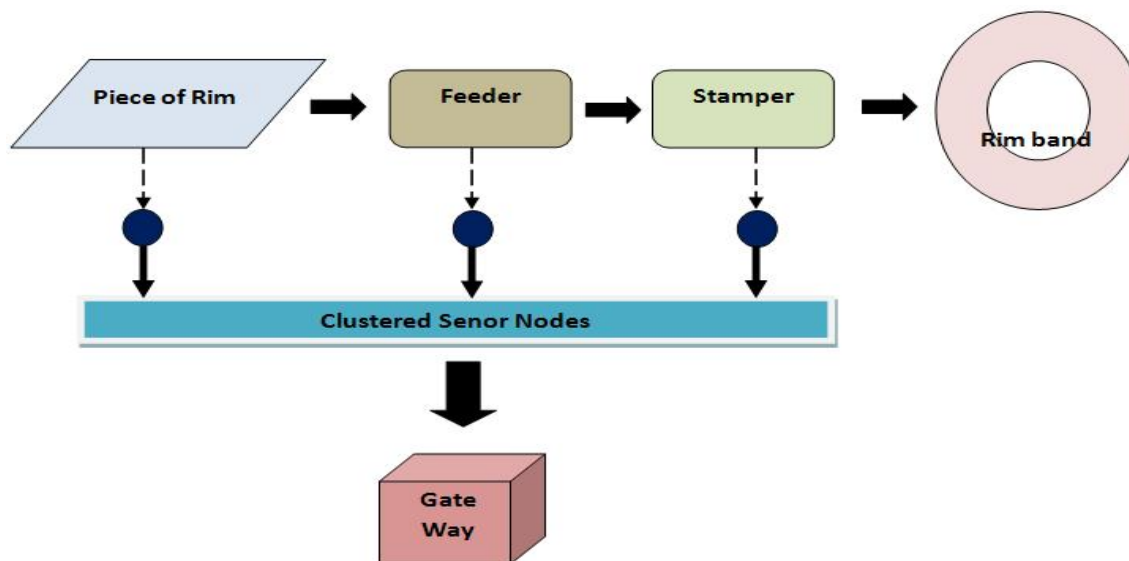 Piece of Rim
Feeder
Stamper
Rim band
Clustered Senor Nodes
Gate
Way